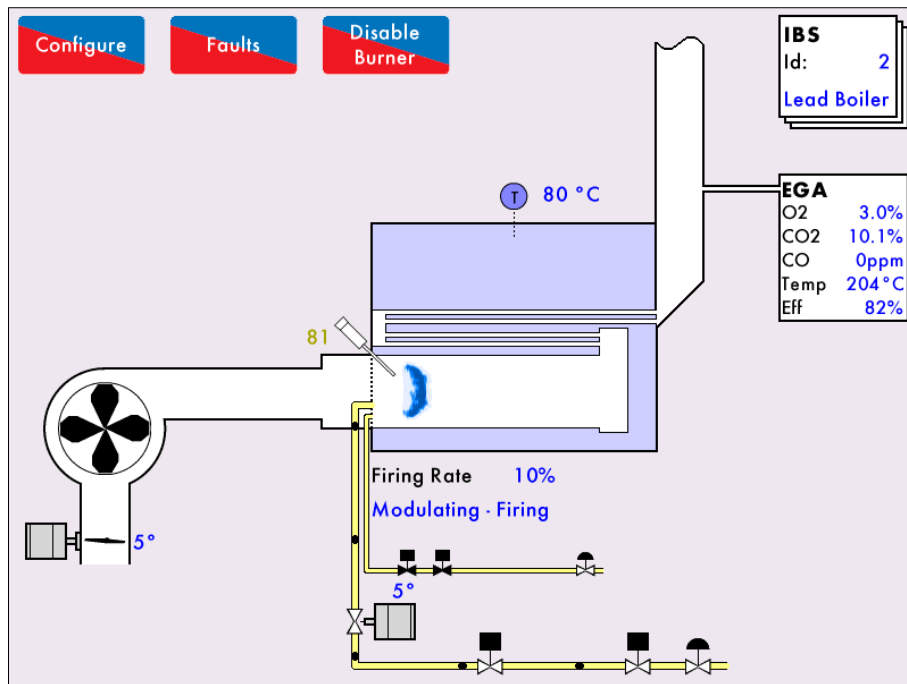 Configure
Faults
Disable
Burner
IBS
Id: 2
Lead Boiler
T 80 °C
EGA
O2 3.0%
CO2 10.1%
CO 0ppm
Temp 204°C
Eff 82%
81
Firing Rate 10%
Modulating - Firing
5°
5°